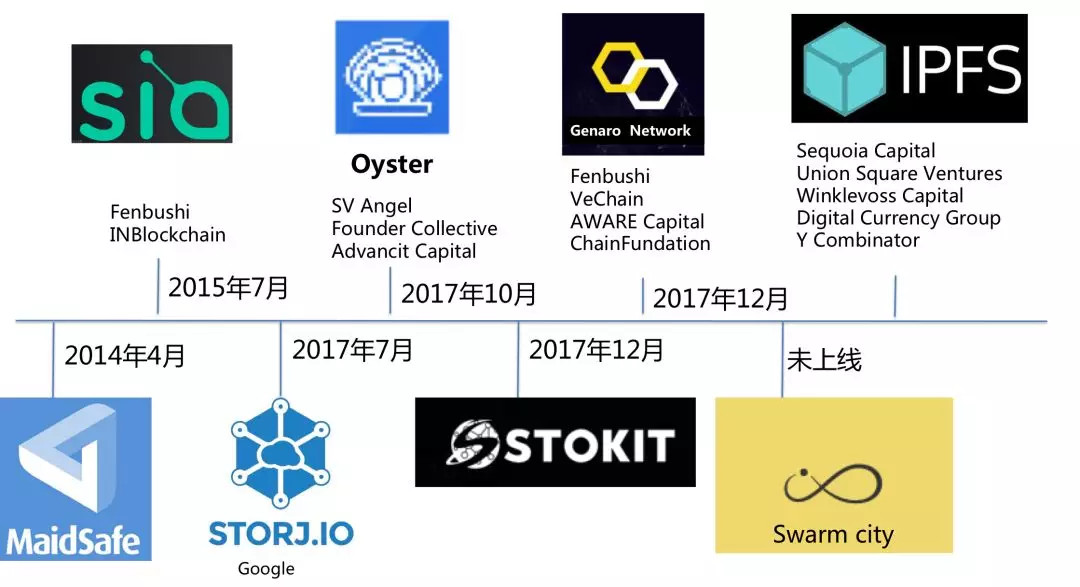 sia
Oyster
SV Angel
Founder Collective
Advancit Capital
Genaro Network
Fenbushi
VeChain
AWARE Capital
ChainFundation
IPFS
Sequoia Capital
Union Square Ventures
Winklevoss Capital
Digital Currency Group
Y Combinator
Fenbushi
INBlockchain
2015年7月
2017年10月
2017年12月
2014年4月
2017年7月
2017年12月
未上线
MaidSafe
STORJ.IO
Google
STOKIT
Swarm city